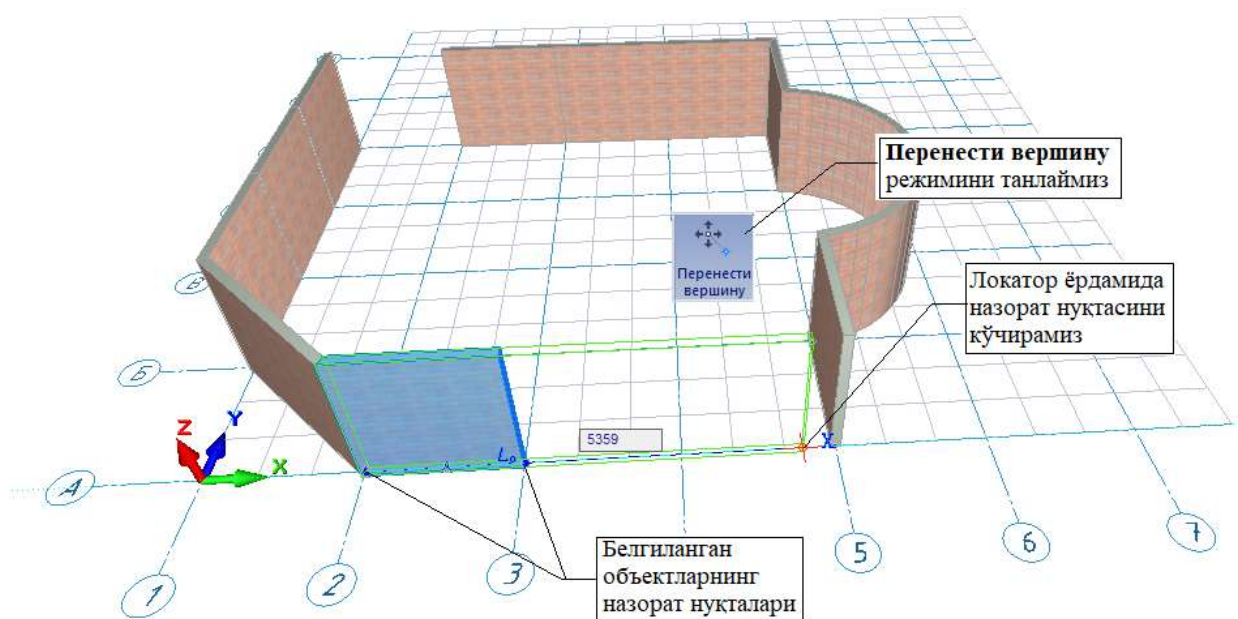 Перенести вершину
режимини танлаймиз
Перенести
вершину
Локатор ёрдамида
назорат нуқтасини
кўчирамиз
В
Б
Z
Y
X
5359
L₀
X
А
Белгиланган
объектларнинг
назорат нуқталари
1
2
3
5
6
7